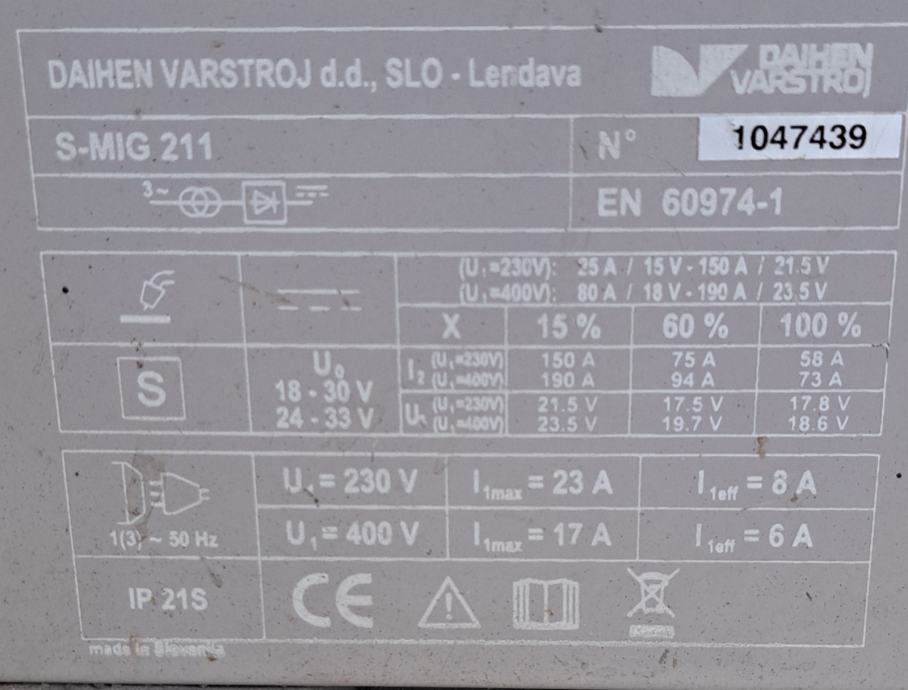 DAIHEN VARSTROJ d.d., SLO - Lendava
DAIHEN
VARSTROJ
S-MIG 211
N° 1047439
3~
EN 60974-1
(U₁=230V): 25 A / 15 V - 150 A / 21.5 V
(U₁=400V): 80 A / 18 V - 190 A / 23.5 V
X 15 % 60 % 100 %
S
U₀
18 - 30 V
24 - 33 V
I₂ (U₁=230V) 150 A 75 A 58 A
(U₁=400V) 190 A 94 A 73 A
U₂ (U₁=230V) 21.5 V 17.5 V 17.8 V
(U₁=400V) 23.5 V 19.7 V 18.6 V
1(3) ~ 50 Hz
U₁ = 230 V I₁max = 23 A I₁eff = 8 A
U₁ = 400 V I₁max = 17 A I₁eff = 6 A
IP 21S
CE
made in Slovenija